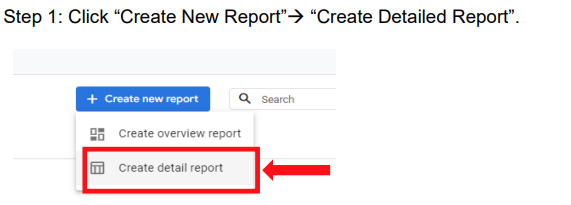 Step 1: Click “Create New Report”→ “Create Detailed Report”.
+ Create new report
Search
Create overview report
Create detail report